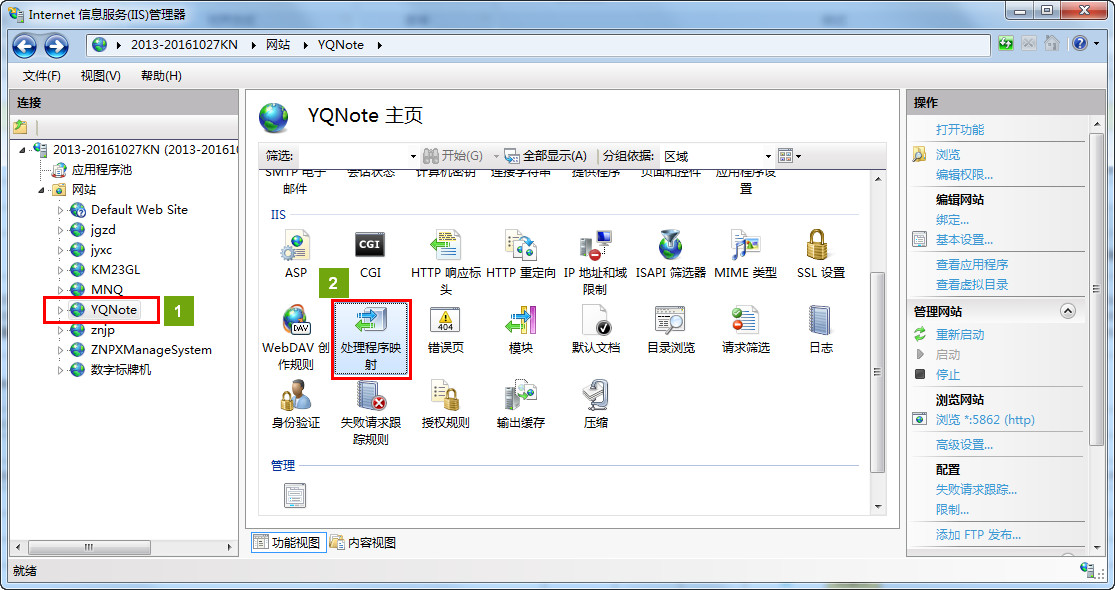 Internet 信息服务(IIS)管理器
2013-20161027KN 网站 YQNote
文件(F) 视图(V) 帮助(H)
连接
2013-20161027KN (2013-20161
应用程序池
网站
Default Web Site
jgzd
jyxc
KM23GL
MNQ
YQNote
1
znjp
ZNPXManageSystem
数字标牌机
YQNote 主页
筛选: 开始(G) 全部显示(A) 分组依据: 区域
SMTP 电子 会话状态 计算机密钥 连接字符串 提供程序 页面和控件 应用程序设
邮件 置
IIS
ASP CGI HTTP 响应标 HTTP 重定向 IP 地址和域 ISAPI 筛选器 MIME 类型 SSL 设置
头 限制
2
WebDAV 创 处理程序映 错误页 模块 默认文档 目录浏览 请求筛选 日志
作规则 射
身份验证 失败请求跟 授权规则 输出缓存 压缩
踪规则
管理
功能视图 内容视图
操作
打开功能
浏览
编辑权限...
编辑网站
绑定...
基本设置...
查看应用程序
查看虚拟目录
管理网站
重新启动
启动
停止
浏览网站
浏览 *:5862 (http)
高级设置...
配置
失败请求跟踪...
限制...
添加 FTP 发布...
就绪
CGI
DAV
404